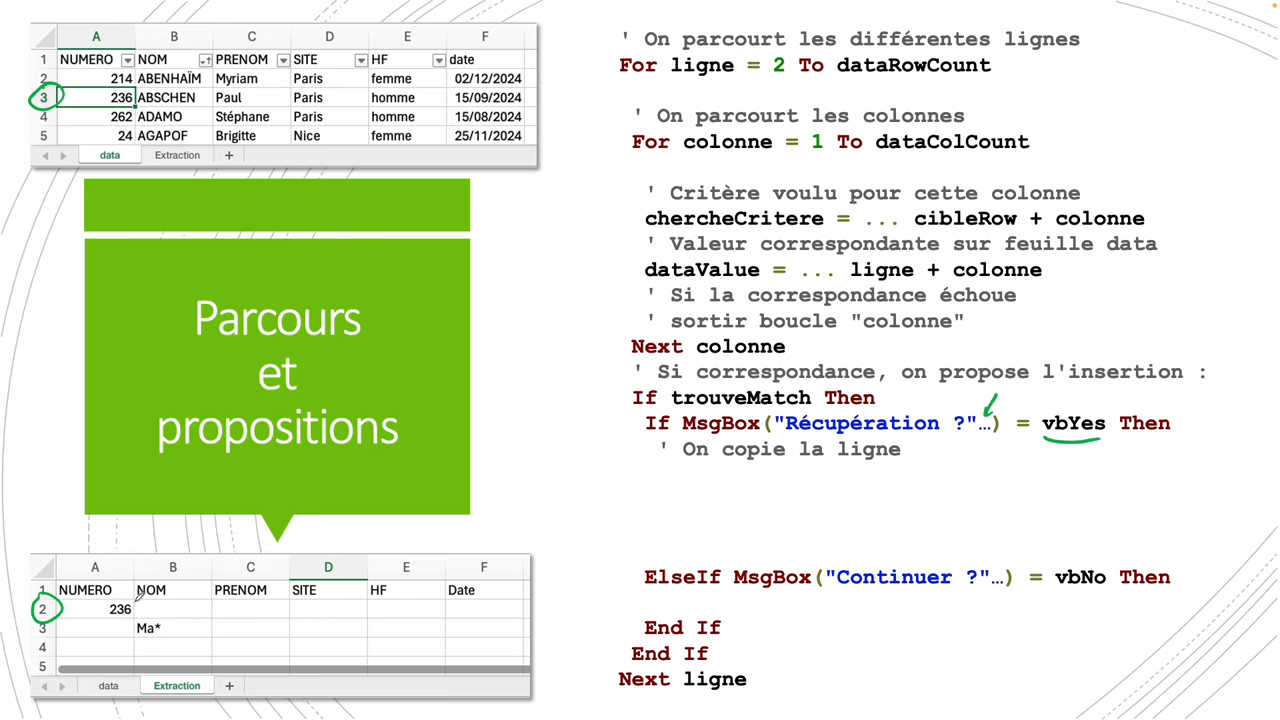 A B C D E F
1 NUMERO NOM PRENOM SITE HF date
2 214 ABENHAÏM Myriam Paris femme 02/12/2024
3 236 ABSCHEN Paul Paris homme 15/09/2024
4 262 ADAMO Stéphane Paris homme 15/08/2024
5 24 AGAPOF Brigitte Nice femme 25/11/2024
data Extraction +
Parcours
et
propositions
A B C D E F
1 NUMERO NOM PRENOM SITE HF Date
2 236
3 Ma*
4
5
data Extraction +
' On parcourt les différentes lignes
For ligne = 2 To dataRowCount
' On parcourt les colonnes
For colonne = 1 To dataColCount
' Critère voulu pour cette colonne
chercheCritere = ... cibleRow + colonne
' Valeur correspondante sur feuille data
dataValue = ... ligne + colonne
' Si la correspondance échoue
' sortir boucle "colonne"
Next colonne
' Si correspondance, on propose l'insertion :
If trouveMatch Then
If MsgBox("Récupération ?"…) = vbYes Then
' On copie la ligne
ElseIf MsgBox("Continuer ?"…) = vbNo Then
End If
End If
Next ligne